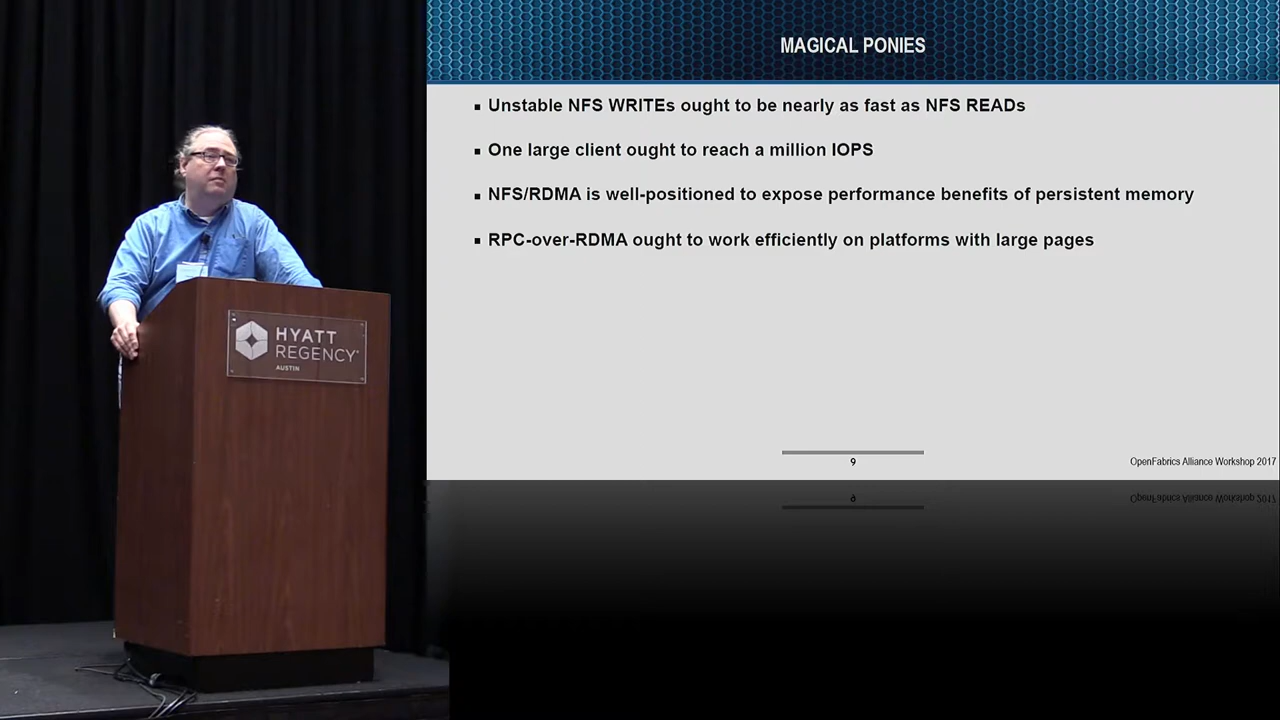 MAGICAL PONIES
▪ Unstable NFS WRITEs ought to be nearly as fast as NFS READs
▪ One large client ought to reach a million IOPS
▪ NFS/RDMA is well-positioned to expose performance benefits of persistent memory
▪ RPC-over-RDMA ought to work efficiently on platforms with large pages
9
OpenFabrics Alliance Workshop 2017
HYATT
REGENCY
AUSTIN